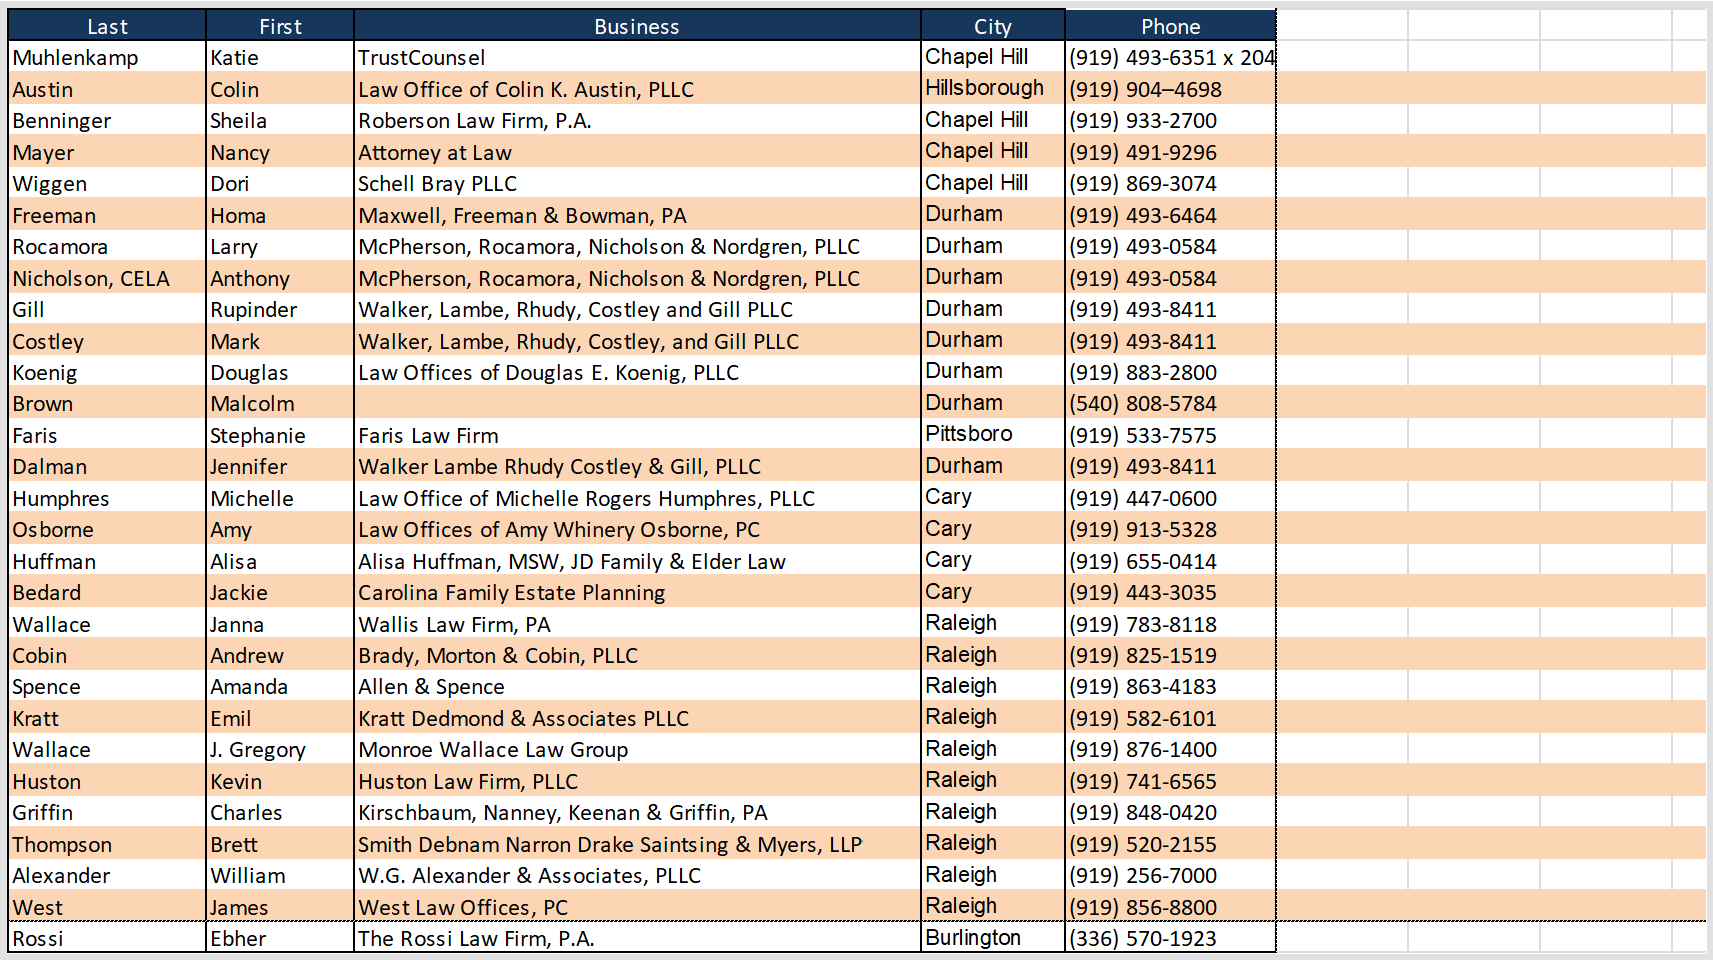 Last First Business City Phone
Muhlenkamp Katie TrustCounsel Chapel Hill (919) 493-6351 x 204
Austin Colin Law Office of Colin K. Austin, PLLC Hillsborough (919) 904–4698
Benninger Sheila Roberson Law Firm, P.A. Chapel Hill (919) 933-2700
Mayer Nancy Attorney at Law Chapel Hill (919) 491-9296
Wiggen Dori Schell Bray PLLC Chapel Hill (919) 869-3074
Freeman Homa Maxwell, Freeman & Bowman, PA Durham (919) 493-6464
Rocamora Larry McPherson, Rocamora, Nicholson & Nordgren, PLLC Durham (919) 493-0584
Nicholson, CELA Anthony McPherson, Rocamora, Nicholson & Nordgren, PLLC Durham (919) 493-0584
Gill Rupinder Walker, Lambe, Rhudy, Costley and Gill PLLC Durham (919) 493-8411
Costley Mark Walker, Lambe, Rhudy, Costley, and Gill PLLC Durham (919) 493-8411
Koenig Douglas Law Offices of Douglas E. Koenig, PLLC Durham (919) 883-2800
Brown Malcolm Durham (540) 808-5784
Faris Stephanie Faris Law Firm Pittsboro (919) 533-7575
Dalman Jennifer Walker Lambe Rhudy Costley & Gill, PLLC Durham (919) 493-8411
Humphres Michelle Law Office of Michelle Rogers Humphres, PLLC Cary (919) 447-0600
Osborne Amy Law Offices of Amy Whinery Osborne, PC Cary (919) 913-5328
Huffman Alisa Alisa Huffman, MSW, JD Family & Elder Law Cary (919) 655-0414
Bedard Jackie Carolina Family Estate Planning Cary (919) 443-3035
Wallace Janna Wallis Law Firm, PA Raleigh (919) 783-8118
Cobin Andrew Brady, Morton & Cobin, PLLC Raleigh (919) 825-1519
Spence Amanda Allen & Spence Raleigh (919) 863-4183
Kratt Emil Kratt Dedmond & Associates PLLC Raleigh (919) 582-6101
Wallace J. Gregory Monroe Wallace Law Group Raleigh (919) 876-1400
Huston Kevin Huston Law Firm, PLLC Raleigh (919) 741-6565
Griffin Charles Kirschbaum, Nanney, Keenan & Griffin, PA Raleigh (919) 848-0420
Thompson Brett Smith Debnam Narron Drake Saintsing & Myers, LLP Raleigh (919) 520-2155
Alexander William W.G. Alexander & Associates, PLLC Raleigh (919) 256-7000
West James West Law Offices, PC Raleigh (919) 856-8800
Rossi Ebher The Rossi Law Firm, P.A. Burlington (336) 570-1923